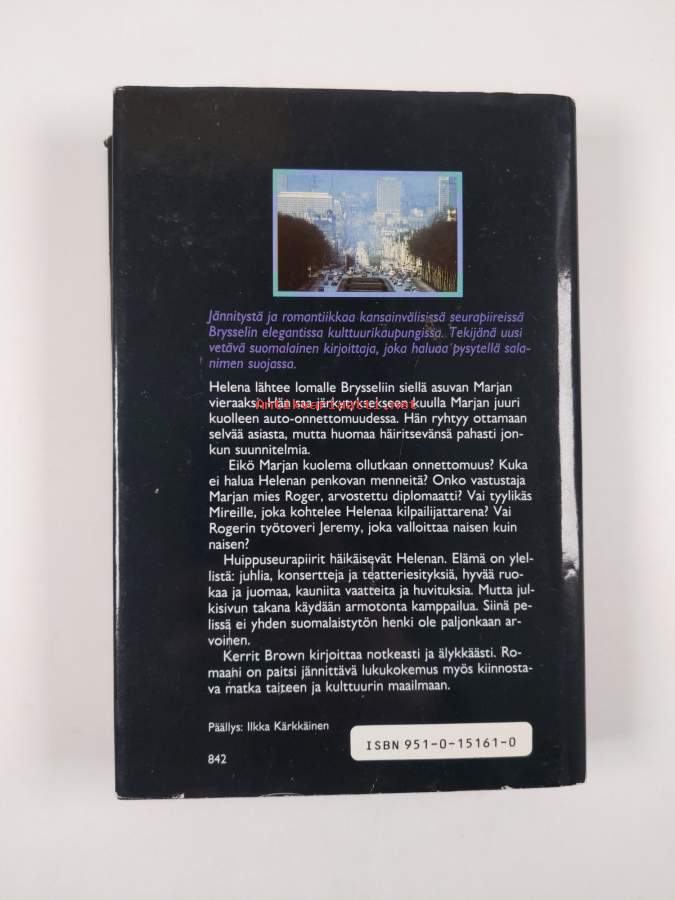 Jännitystä ja romantiikkaa kansainvälisissä seurapiireissä
Brysselin elegantissa kulttuurikaupungissa. Tekijänä uusi
vetävä suomalainen kirjoittaja, joka haluaa pysytellä sala-
nimen suojassa.
Helena lähtee lomalle Brysseliin siellä asuvan Marjan
vieraaksi. Hän saa järkytyksekseen kuulla Marjan juuri
Antikvariaatti.net
kuolleen auto-onnettomuudessa. Hän ryhtyy ottamaan
selvää asiasta, mutta huomaa häiritsevänsä pahasti jon-
kun suunnitelmia.
Eikö Marjan kuolema ollutkaan onnettomuus? Kuka
ei halua Helenan penkovan menneitä? Onko vastustaja
Marjan mies Roger, arvostettu diplomaatti? Vai tyylikäs
Mireille, joka kohtelee Helenaa kilpailijattarena? Vai
Rogerin työtoveri Jeremy, joka valloittaa naisen kuin
naisen?
Huippuseurapiirit häikäisevät Helenan. Elämä on ylel-
listä: juhlia, konsertteja ja teatteriesityksiä, hyvää ruo-
kaa ja juomaa, kauniita vaatteita ja huvituksia. Mutta jul-
kisivun takana käydään armotonta kamppailua. Siinä pe-
lissä ei yhden suomalaistytön henki ole paljonkaan ar-
voinen.
Kerrit Brown kirjoittaa notkeasti ja älykkäästi. Ro-
maani on paitsi jännittävä lukukokemus myös kiinnosta-
va matka taiteen ja kulttuurin maailmaan.
Päällys: Ilkka Kärkkäinen
ISBN 951-0-15161-0
842